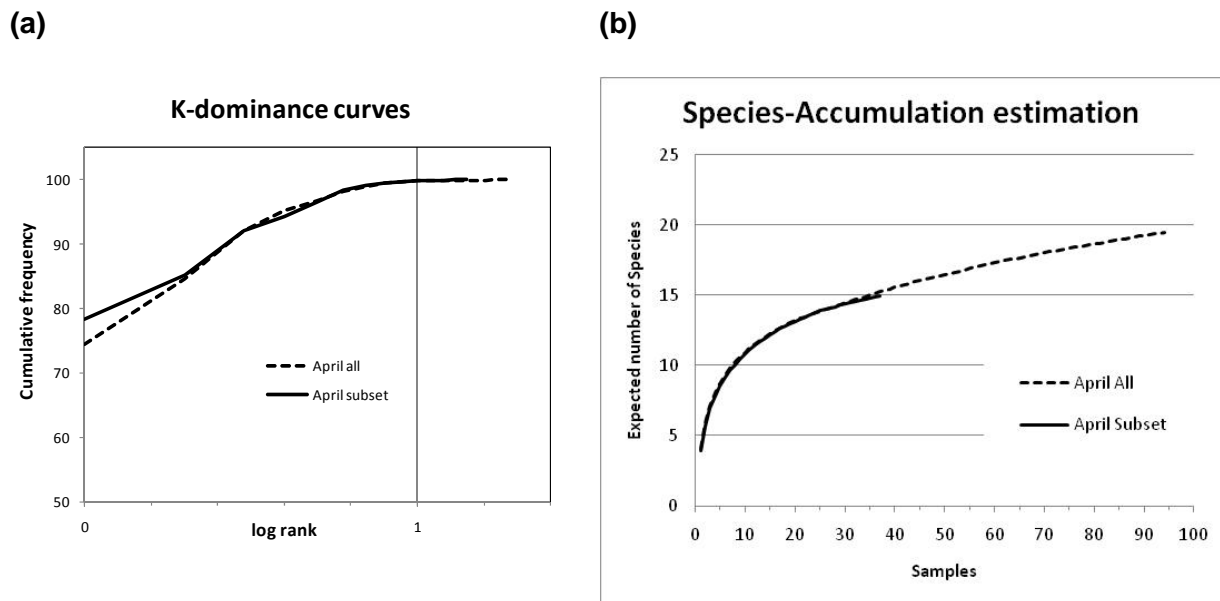 (a)
K-dominance curves
Cumulative frequency
100
90
80
70
60
50
April all
April subset
0
1
log rank
(b)
Species-Accumulation estimation
Expected number of Species
25
20
15
10
5
0
April All
April Subset
0 10 20 30 40 50 60 70 80 90 100
Samples